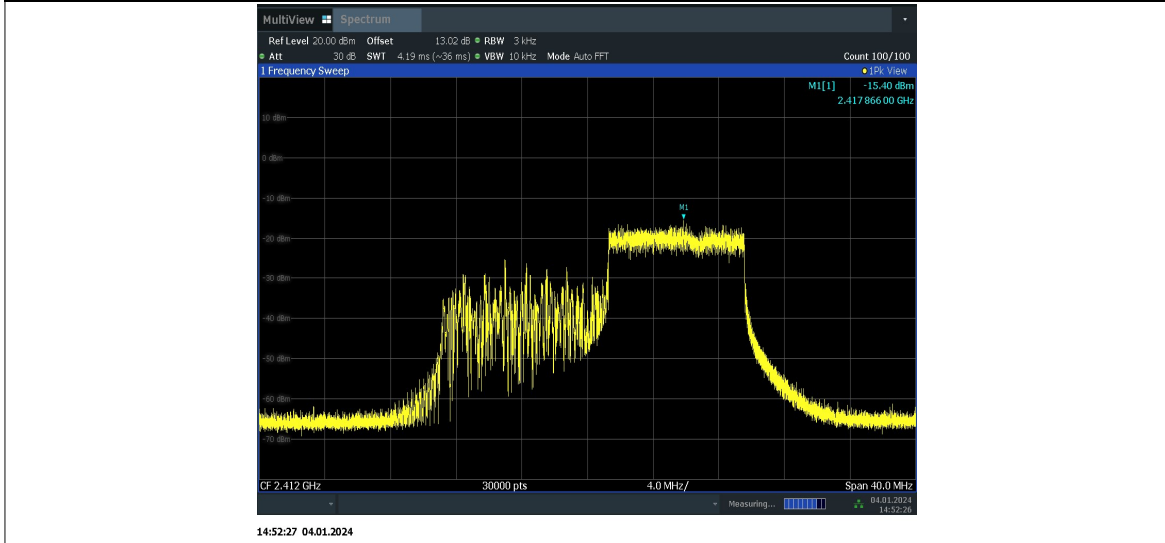 MultiView Spectrum
Ref Level 20.00 dBm Offset 13.02 dB RBW 3 kHz
Att 30 dB SWT 4.19 ms (~36 ms) VBW 10 kHz Mode Auto FFT Count 100/100
1 Frequency Sweep 1Pk View
M1[1] -15.40 dBm
2.417 866 00 GHz
10 dBm
0 dBm
-10 dBm
M1
-20 dBm
-30 dBm
-40 dBm
-50 dBm
-60 dBm
-70 dBm
CF 2.412 GHz 30000 pts 4.0 MHz/ Span 40.0 MHz
Measuring... 04.01.2024
14:52:26
14:52:27 04.01.2024